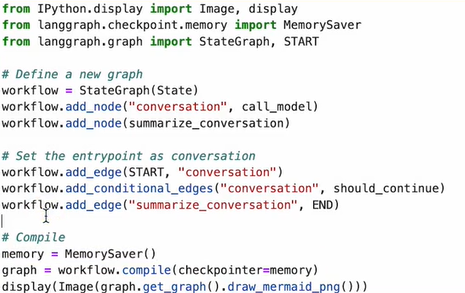 from IPython.display import Image, display
from langgraph.checkpoint.memory import MemorySaver
from langgraph.graph import StateGraph, START

# Define a new graph
workflow = StateGraph(State)
workflow.add_node("conversation", call_model)
workflow.add_node(summarize_conversation)

# Set the entrypoint as conversation
workflow.add_edge(START, "conversation")
workflow.add_conditional_edges("conversation", should_continue)
workflow.add_edge("summarize_conversation", END)

# Compile
memory = MemorySaver()
graph = workflow.compile(checkpointer=memory)
display(Image(graph.get_graph().draw_mermaid_png()))